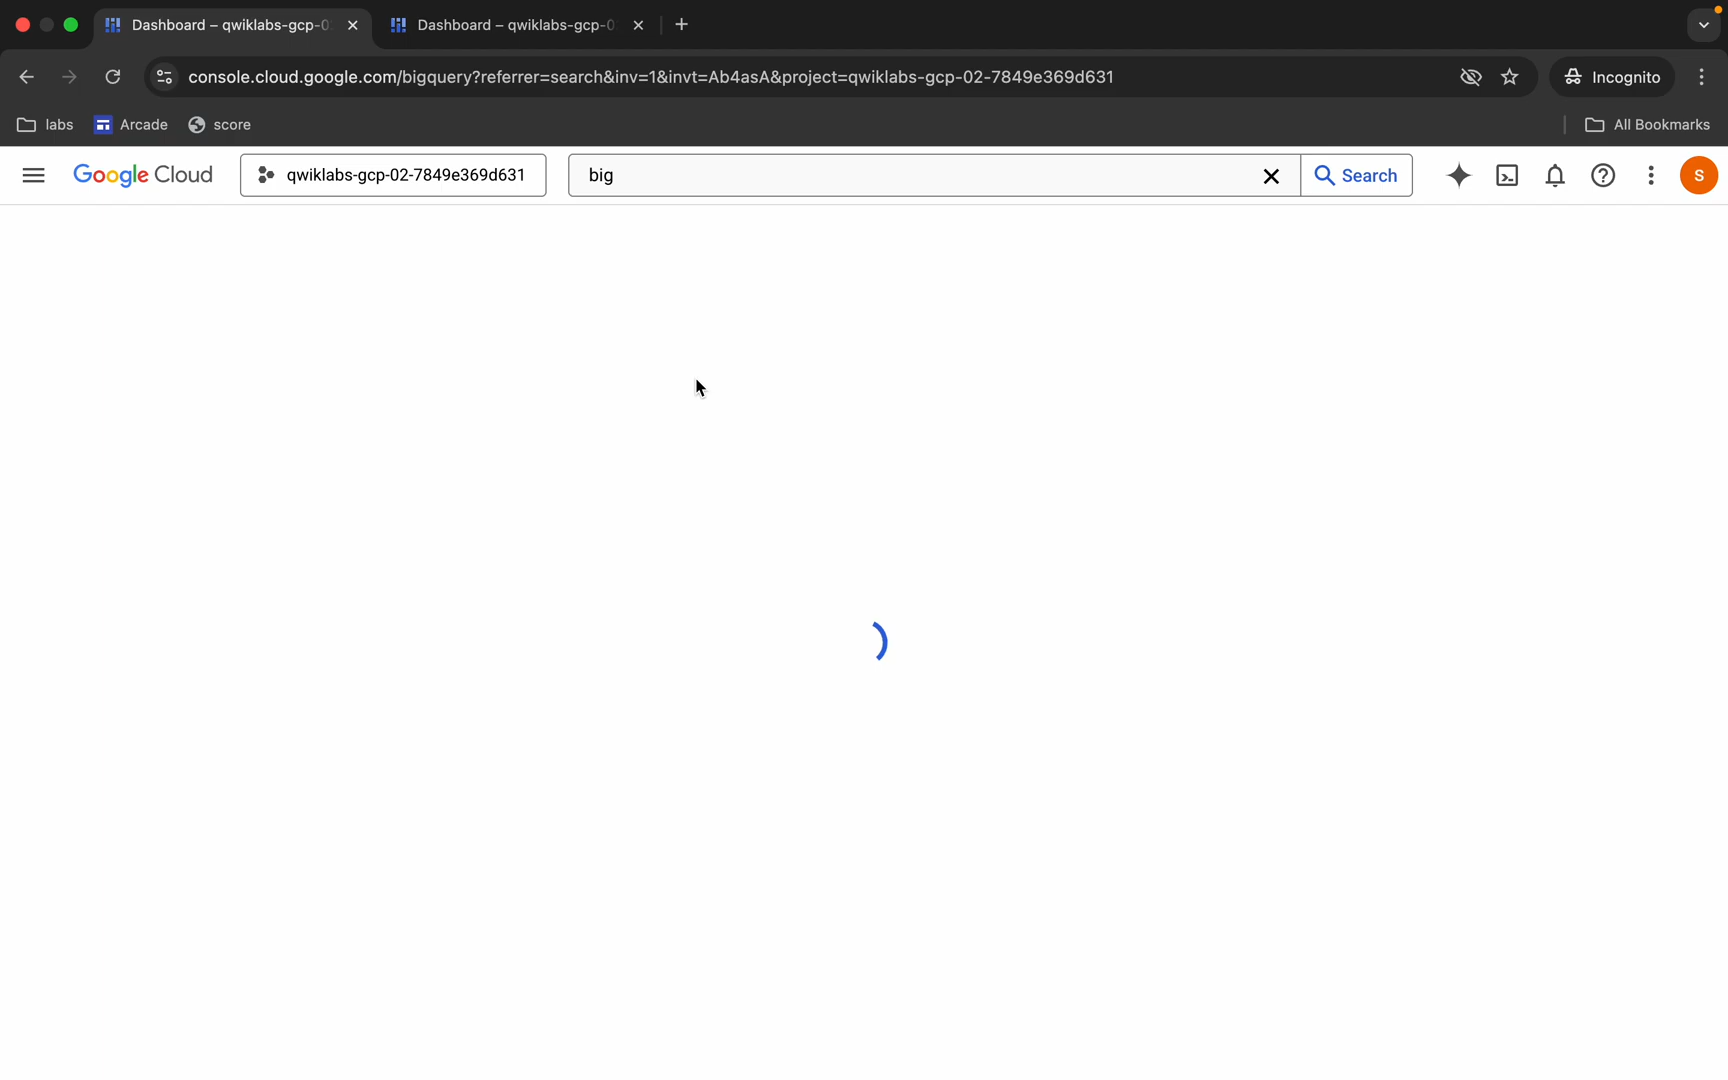 Dashboard – qwiklabs-gcp-0
Dashboard – qwiklabs-gcp-0
console.cloud.google.com/bigquery?referrer=search&inv=1&invt=Ab4asA&project=qwiklabs-gcp-02-7849e369d631
Incognito
labs
Arcade
score
All Bookmarks
Google Cloud
qwiklabs-gcp-02-7849e369d631
big
Search
S